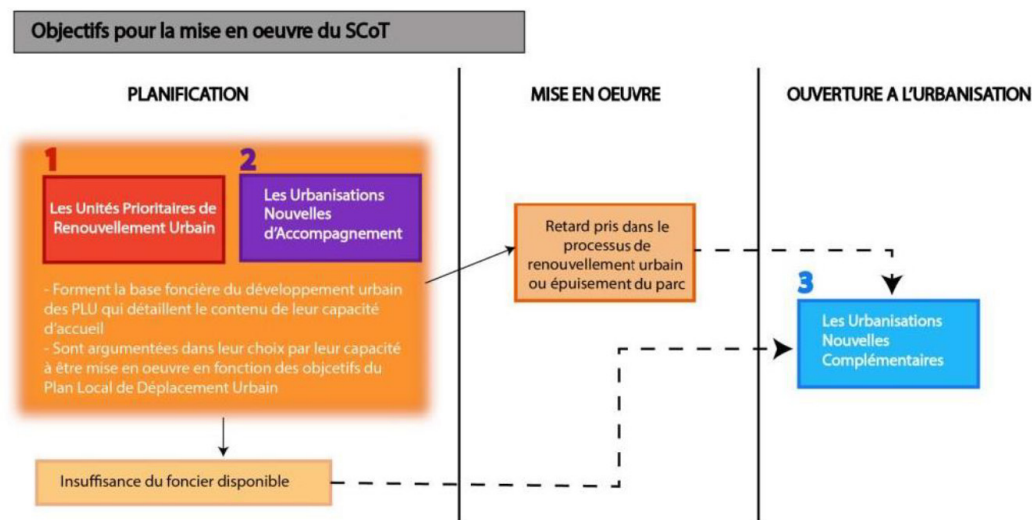 Objectifs pour la mise en oeuvre du SCoT
PLANIFICATION
MISE EN OEUVRE
OUVERTURE A L'URBANISATION
1
Les Unités Prioritaires de
Renouvellement Urbain
2
Les Urbanisations
Nouvelles
d'Accompagnement
- Forment la base foncière du développement urbain
des PLU qui détaillent le contenu de leur capacité
d'accueil
- Sont argumentées dans leur choix par leur capacité
à être mise en oeuvre en fonction des objcetifs du
Plan Local de Déplacement Urbain
Insuffisance du foncier disponible
Retard pris dans le
processus de
renouvellement urbain
ou épuisement du parc
3
Les Urbanisations
Nouvelles
Complémentaires